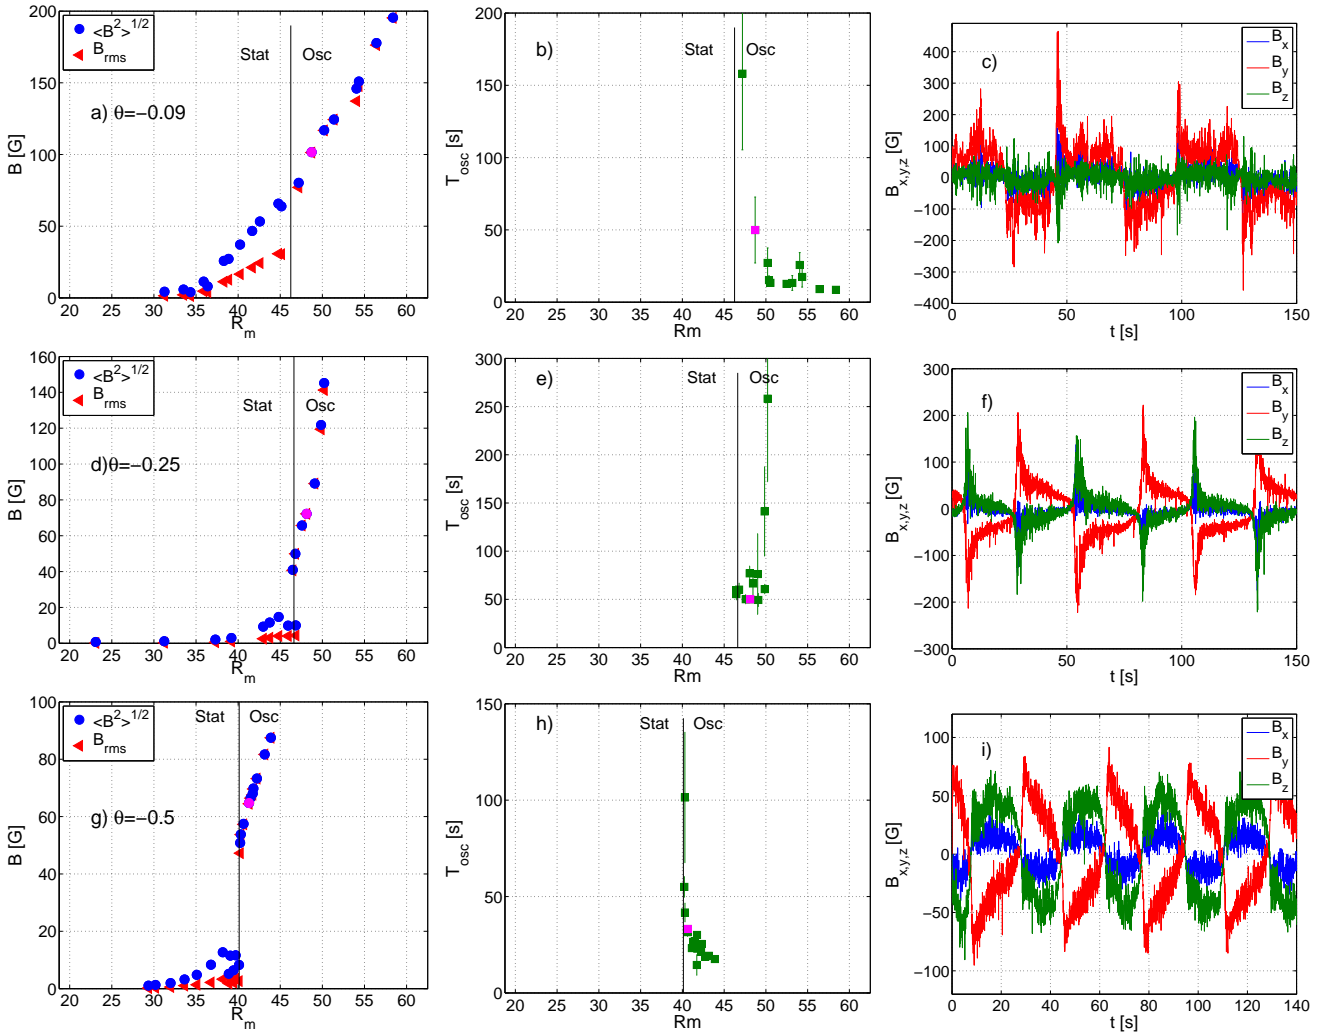 200
150
100
50
0
B [G]
<B²>^1/2
B_rms
Stat
Osc
a) θ=−0.09
20 25 30 35 40 45 50 55 60
R_m
200
150
100
50
0
T_osc [s]
b)
Stat
Osc
20 25 30 35 40 45 50 55 60
Rm
400
300
200
100
0
−100
−200
−300
−400
B_x,y,z [G]
c)
B_x
B_y
B_z
0 50 100 150
t [s]
160
140
120
100
80
60
40
20
0
B [G]
<B²>^1/2
B_rms
Stat
Osc
d)θ=−0.25
20 25 30 35 40 45 50 55 60
R_m
300
250
200
150
100
50
0
T_osc [s]
e)
Stat
Osc
20 25 30 35 40 45 50 55 60
Rm
300
200
100
0
−100
−200
−300
B_x,y,z [G]
f)
B_x
B_y
B_z
0 50 100 150
t [s]
100
80
60
40
20
0
B [G]
<B²>^1/2
B_rms
Stat
Osc
g) θ=−0.5
20 25 30 35 40 45 50 55 60
R_m
150
100
50
0
T_osc [s]
h)
Stat
Osc
20 25 30 35 40 45 50 55 60
Rm
100
50
0
−50
−100
B_x,y,z [G]
i)
B_x
B_y
B_z
0 20 40 60 80 100 120 140
t [s]